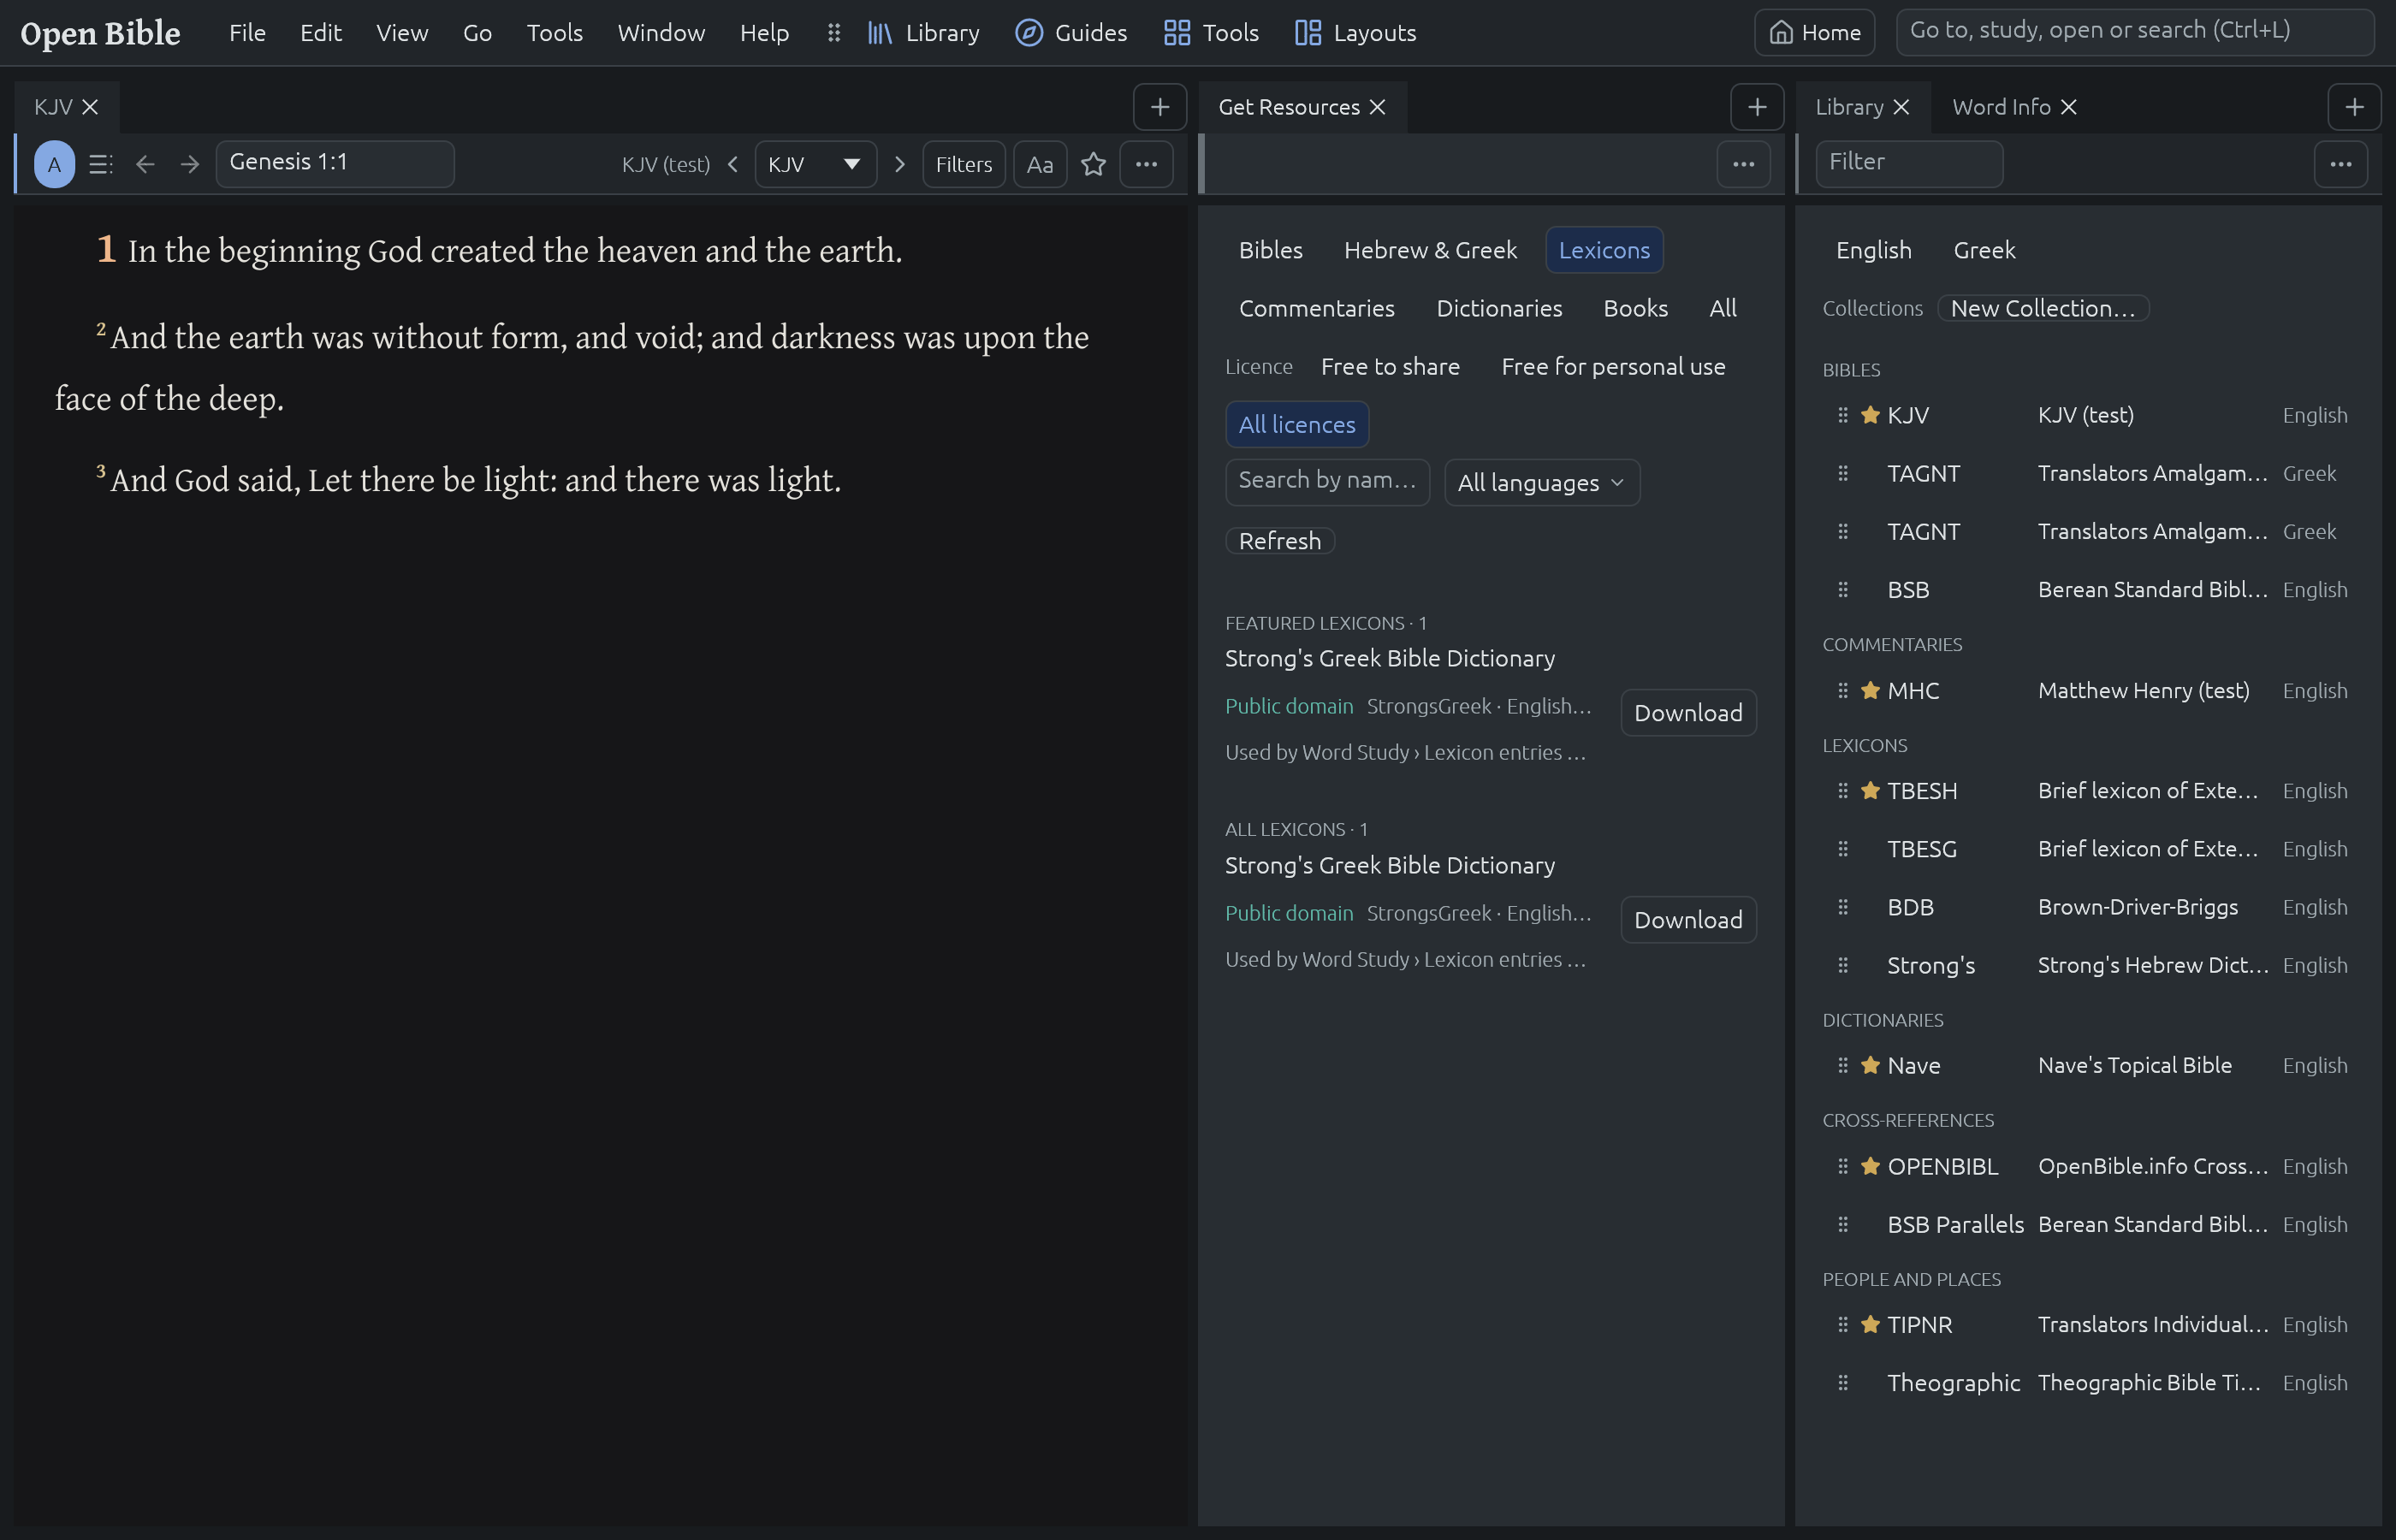 Open Bible File Edit View Go Tools Window Help Library Guides Tools Layouts Home Go to, study, open or search (Ctrl+L)
KJV
A Genesis 1:1 KJV (test) KJV Filters Aa
1 In the beginning God created the heaven and the earth.
2 And the earth was without form, and void; and darkness was upon the
face of the deep.
3 And God said, Let there be light: and there was light.
Get Resources
Bibles Hebrew & Greek Lexicons
Commentaries Dictionaries Books All
Licence Free to share Free for personal use
All licences
Search by nam… All languages
Refresh
FEATURED LEXICONS · 1
Strong's Greek Bible Dictionary
Public domain StrongsGreek · English…
Download
Used by Word Study › Lexicon entries …
ALL LEXICONS · 1
Strong's Greek Bible Dictionary
Public domain StrongsGreek · English…
Download
Used by Word Study › Lexicon entries …
Library Word Info
Filter
English Greek
Collections New Collection…
BIBLES
KJV KJV (test) English
TAGNT Translators Amalgam… Greek
TAGNT Translators Amalgam… Greek
BSB Berean Standard Bibl… English
COMMENTARIES
MHC Matthew Henry (test) English
LEXICONS
TBESH Brief lexicon of Exte… English
TBESG Brief lexicon of Exte… English
BDB Brown-Driver-Briggs English
Strong's Strong's Hebrew Dict… English
DICTIONARIES
Nave Nave's Topical Bible English
CROSS-REFERENCES
OPENBIBL OpenBible.info Cross… English
BSB Parallels Berean Standard Bibl… English
PEOPLE AND PLACES
TIPNR Translators Individual… English
Theographic Theographic Bible Ti… English